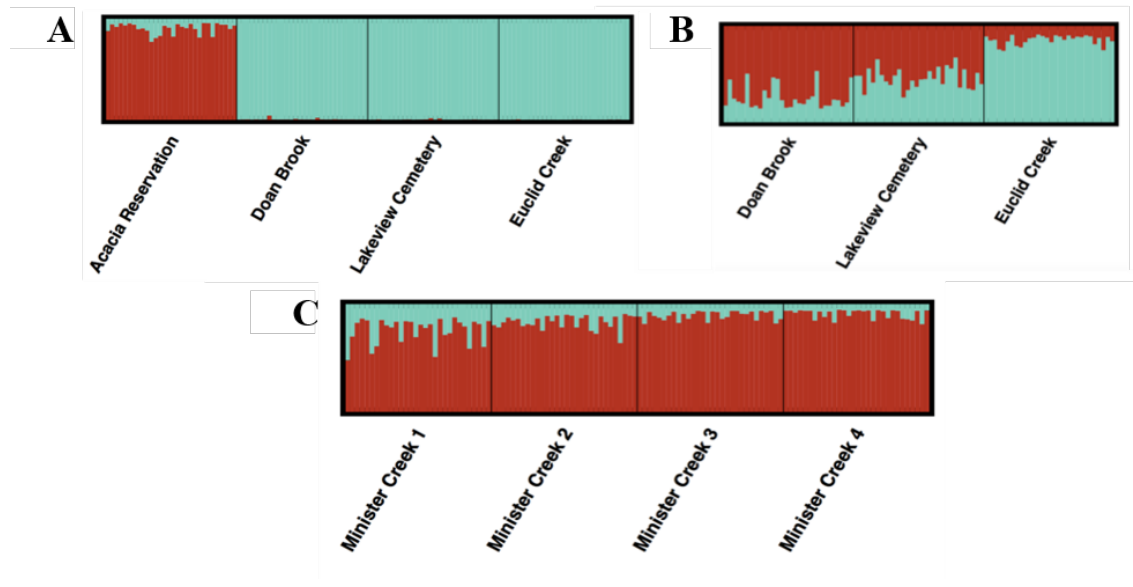 A
Acacia Reservation
Doan Brook
Lakeview Cemetery
Euclid Creek
B
Doan Brook
Lakeview Cemetery
Euclid Creek
C
Minister Creek 1
Minister Creek 2
Minister Creek 3
Minister Creek 4